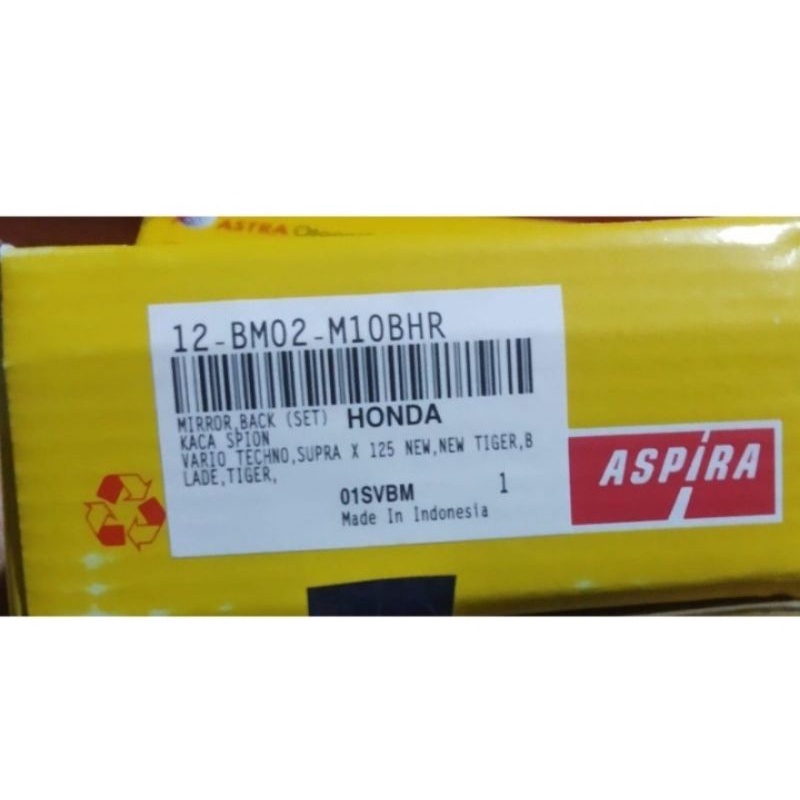 ASTRA
12-BM02-M10BHR
MIRROR,BACK (SET) HONDA
KACA SPION
VARIO TECHNO,SUPRA X 125 NEW,NEW TIGER,B
LADE,TIGER,
01SVBM 1
Made In Indonesia
ASPIRA